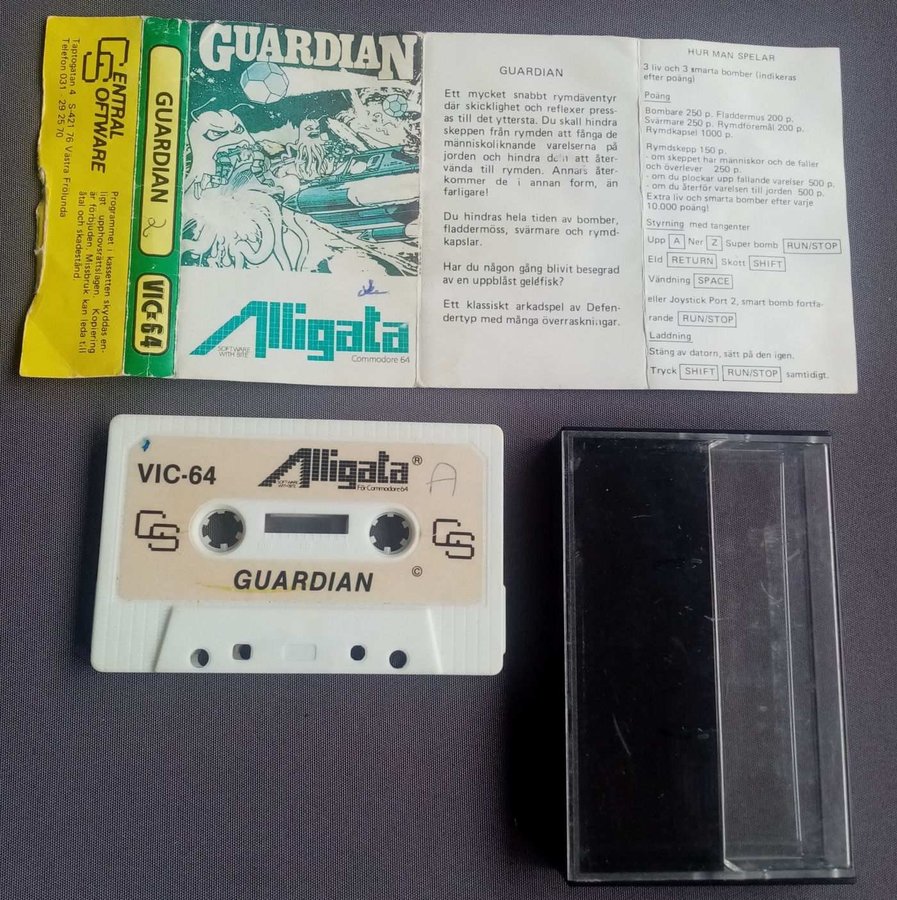 CENTRAL
SOFTWARE
Taptogatan 4 S-421 76 Västra Frölunda
Telefon 031 29 25 70
Programmet i kassetten skyddas en-
ligt upphovsrättslagen. Kopiering
är förbjuden. Missbruk kan leda till
åtal och skadestånd.
GUARDIAN 2
VIC-64
GUARDIAN
Alligata
SOFTWARE
WITH BITE
Commodore 64
GUARDIAN
Ett mycket snabbt rymdäventyr
där skicklighet och reflexer press-
as till det yttersta. Du skall hindra
skeppen från rymden att fånga de
människoliknande varelserna på
jorden och hindra dem att åter-
vända till rymden. Annars åter-
kommer de i annan form, än
farligare!
Du hindras hela tiden av bomber,
fladdermöss, svärmare och rymd-
kapslar.
Har du någon gång blivit besegrad
av en uppblåst geléfisk?
Ett klassiskt arkadspel av Defen-
dertyp med många överraskningar.
HUR MAN SPELAR
3 liv och 3 smarta bomber (indikeras
efter poäng)
Poäng
Bombare 250 p. Fladdermus 200 p.
Svärmare 250 p. Rymdföremål 200 p.
Rymdkapsel 1000 p.
Rymdskepp 150 p.
- om skeppet har människor och de faller
och överlever 250 p.
- om du plockar upp fallande varelser 500 p.
- om du återför varelsen till jorden 500 p.
Extra liv och smarta bomber efter varje
10.000 poäng!
Styrning med tangenter
Upp A Ner Z Super bomb RUN/STOP
Eld RETURN Skott SHIFT
Vändning SPACE
eller Joystick Port 2, smart bomb fortfa-
rande RUN/STOP
Laddning
Stäng av datorn, sätt på den igen.
Tryck SHIFT RUN/STOP samtidigt.
VIC-64
Alligata ®
SOFTWARE
WITH BITE
För Commodore 64
A
CS
CS
GUARDIAN ©